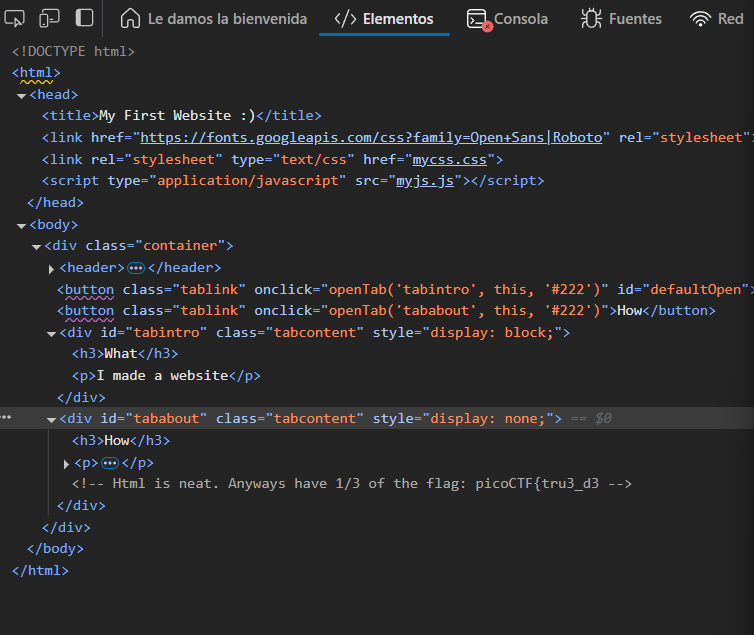 Le damos la bienvenida </> Elementos Consola Fuentes Red
<!DOCTYPE html>
<html>
<head>
<title>My First Website :)</title>
<link href="https://fonts.googleapis.com/css?family=Open+Sans|Roboto" rel="stylesheet">
<link rel="stylesheet" type="text/css" href="mycss.css">
<script type="application/javascript" src="myjs.js"></script>
</head>
<body>
<div class="container">
<header>…</header>
<button class="tablink" onclick="openTab('tabintro', this, '#222')" id="defaultOpen">
<button class="tablink" onclick="openTab('tababout', this, '#222')">How</button>
<div id="tabintro" class="tabcontent" style="display: block;">
<h3>What</h3>
<p>I made a website</p>
</div>
… <div id="tababout" class="tabcontent" style="display: none;"> == $0
<h3>How</h3>
<p>…</p>
<!-- Html is neat. Anyways have 1/3 of the flag: picoCTF{tru3_d3 -->
</div>
</div>
</body>
</html>